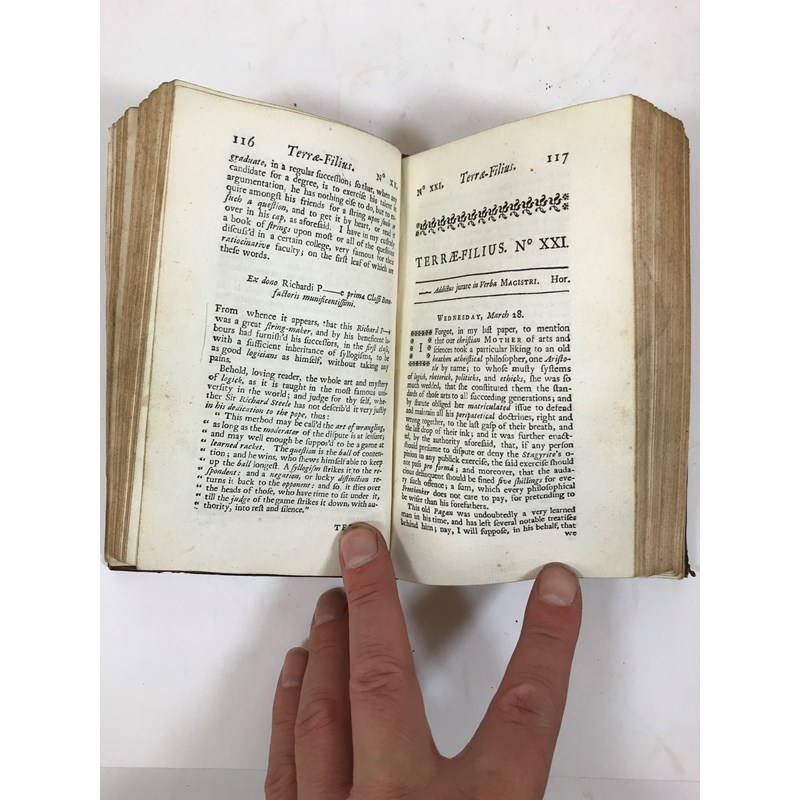 116 Terræ-Filius. Nº XX.
graduate, in a regular succession; so that, when any
candidate for a degree, is to exercise his talent in
argumentation, he has nothing else to do, but to en-
quire amongst his friends for a string upon such or
such a question, and to get it by heart, or read it
over in his cap, as aforesaid. I have in my custody
a book of strings upon most or all of the questions
discuss'd in a certain college, very famous for their
ratiocinative faculty; on the first leaf of which are
these words.
Ex dono Richardi P——e primæ Classi Bene-
factoris munificentissimi.
From whence it appears, that this Richard P—e
was a great string-maker, and by his beneficent la-
bours had furnish'd his successors, in the first class,
with a sufficient inheritance of syllogisms, to be
as good logicians as himself, without taking any
pains.
Behold, loving reader, the whole art and mystery
of logick, as it is taught in the most famous uni-
versity in the world; and judge for thy self, whe-
ther Sir Richard Steele has not describ'd it very justly
in his dedication to the pope, thus:
“ This method may be call'd the art of wrangling,
“ as long as the moderator of the dispute is at leisure;
“ and may well enough be suppos'd to be a game at
“ learned racket. The question is the ball of conten-
“ tion; and he wins, who shews himself able to keep
“ up the ball longest. A syllogism strikes it to the re-
“ spondent: and a negation, or lucky distinction re-
“ turns it back to the opponent: and so it flies over
“ the heads of those, who have time to sit under it,
“ till the judge of the game strikes it down, with au-
“ thority, into rest and silence.”
Nº XXI. Terræ-Filius. 117
TERRÆ-FILIUS. Nº XXI.
—— Addictus jurare in Verba MAGISTRI. Hor.
WEDNESDAY, March 28.
I Forgot, in my last paper, to mention
that our christian MOTHER of arts and
sciences took a particular liking to an old
heathen atheistical philosopher, one Aristo-
tle by name; to whose musty systems
of logick, rhetorick, politicks, and ethicks, she was so
much wedded, that she constituted them the stan-
dards of those arts to all succeeding generations; and
by statute obliged her matriculated issue to defend
and maintain all his peripatetical doctrines, right and
wrong together, to the last gasp of their breath, and
the last drop of their ink; and it was further enact-
ed, by the authority aforesaid, that, if any person
should presume to dispute or deny the Stagyrite's o-
pinion in any publick exercise, the said exercise should
not pass pro formâ; and moreover, that the auda-
cious delinquent should be fined five shillings for eve-
ry such offence; a sum, which every philosophical
freethinker does not care to pay, for pretending to
be wiser than his forefathers.
This old Pagan was undoubtedly a very learned
man in his time, and has left several notable treatises
behind him; nay, I will suppose, in his behalf, that
we